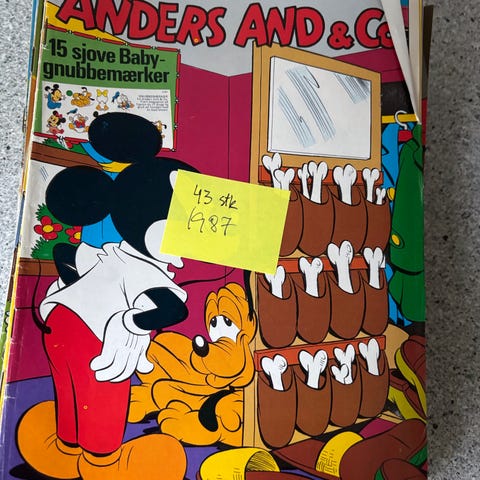 ANDERS AND & Co.
15 sjove Baby-
gnubbemærker
43 stk
1987